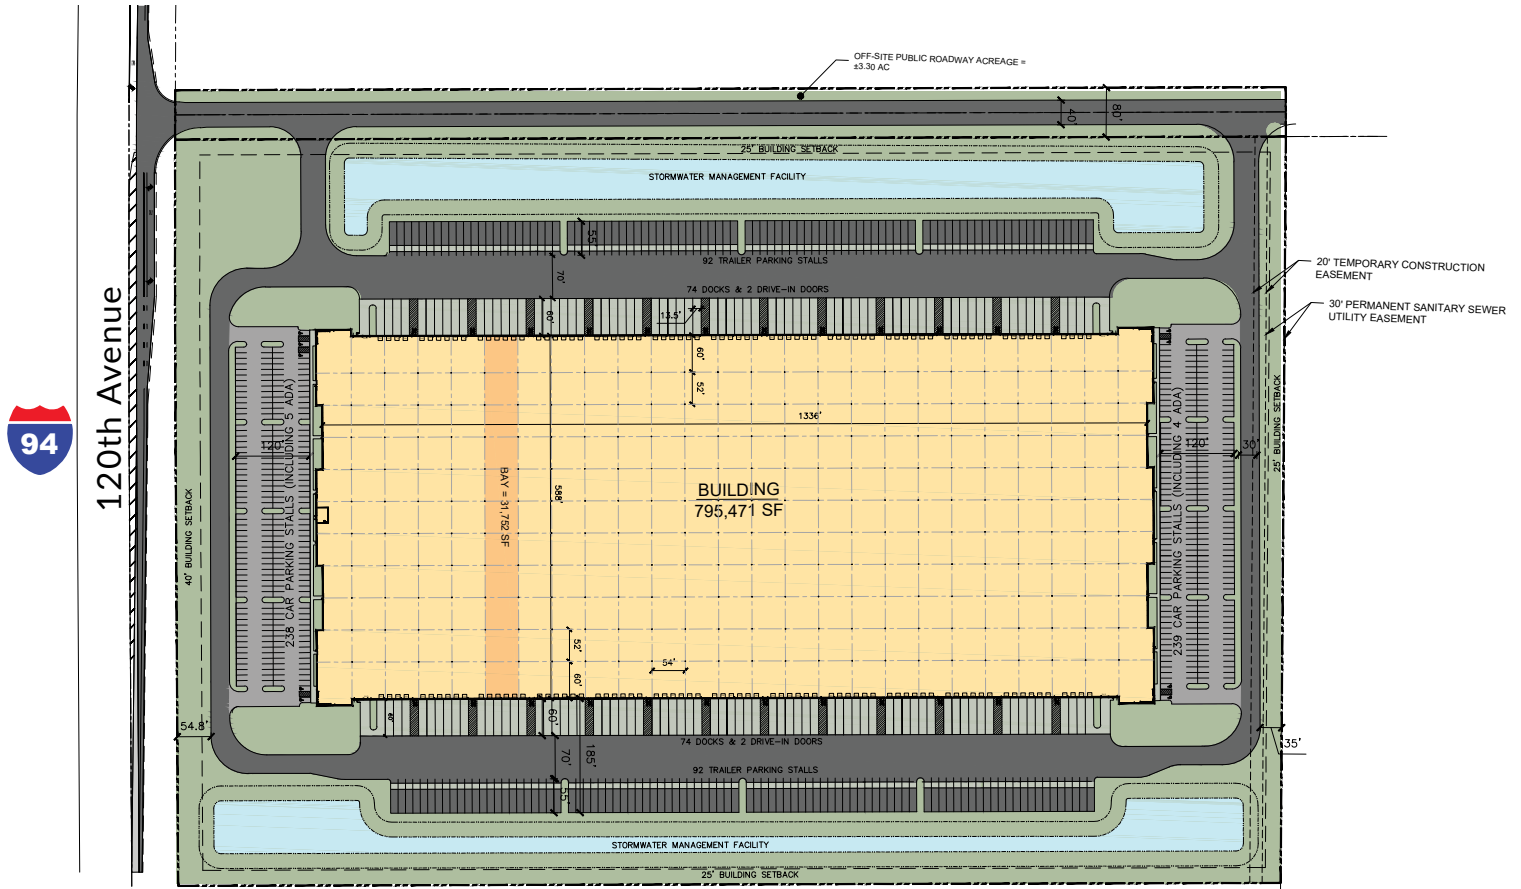 OFF-SITE PUBLIC ROADWAY ACREAGE =
±3.30 AC
40'
80'
25' BUILDING SETBACK
STORMWATER MANAGEMENT FACILITY
55'
92 TRAILER PARKING STALLS
70'
74 DOCKS & 2 DRIVE-IN DOORS
20' TEMPORARY CONSTRUCTION
EASEMENT
30' PERMANENT SANITARY SEWER
UTILITY EASEMENT
60'
13.5'
60'
52'
1336'
94
120th Avenue
40' BUILDING SETBACK
238 CAR PARKING STALLS (INCLUDING 5 ADA)
120'
BAY = 31,752 SF
588'
BUILDING
795,471 SF
239 CAR PARKING STALLS (INCLUDING 4 ADA)
120'
30'
25' BUILDING SETBACK
52'
60'
54'
54.8'
60'
60'
74 DOCKS & 2 DRIVE-IN DOORS
35'
70'
185'
92 TRAILER PARKING STALLS
55'
STORMWATER MANAGEMENT FACILITY
25' BUILDING SETBACK